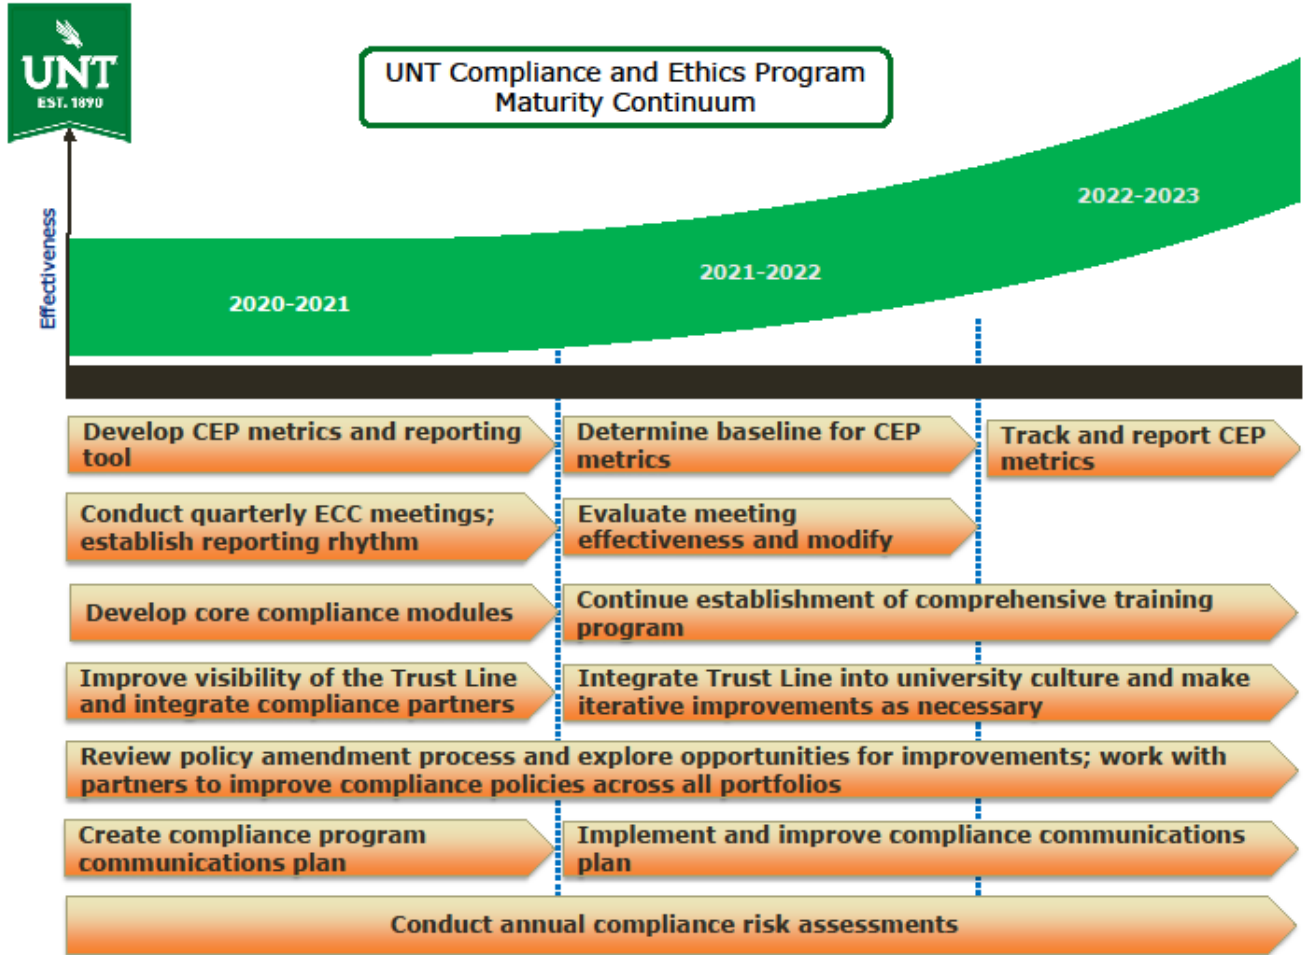 UNT
EST. 1890
UNT Compliance and Ethics Program
Maturity Continuum
Effectiveness
2020-2021
2021-2022
2022-2023
Develop CEP metrics and reporting
tool
Determine baseline for CEP
metrics
Track and report CEP
metrics
Conduct quarterly ECC meetings;
establish reporting rhythm
Evaluate meeting
effectiveness and modify
Develop core compliance modules
Continue establishment of comprehensive training
program
Improve visibility of the Trust Line
and integrate compliance partners
Integrate Trust Line into university culture and make
iterative improvements as necessary
Review policy amendment process and explore opportunities for improvements; work with
partners to improve compliance policies across all portfolios
Create compliance program
communications plan
Implement and improve compliance communications
plan
Conduct annual compliance risk assessments